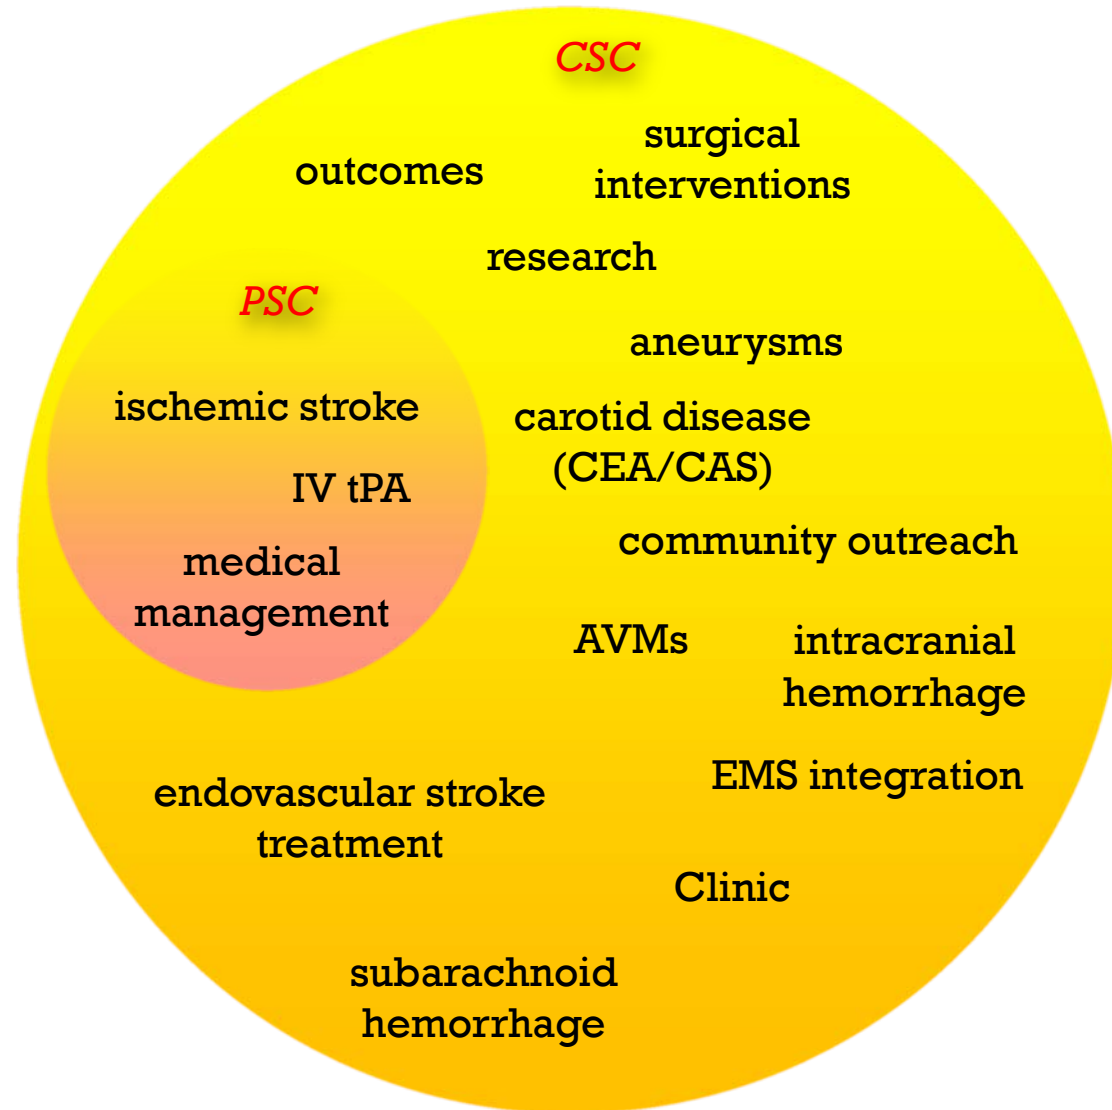 CSC
surgical
interventions
outcomes
research
PSC
aneurysms
ischemic stroke
carotid disease
(CEA/CAS)
IV tPA
community outreach
medical
management
AVMs
intracranial
hemorrhage
EMS integration
endovascular stroke
treatment
Clinic
subarachnoid
hemorrhage